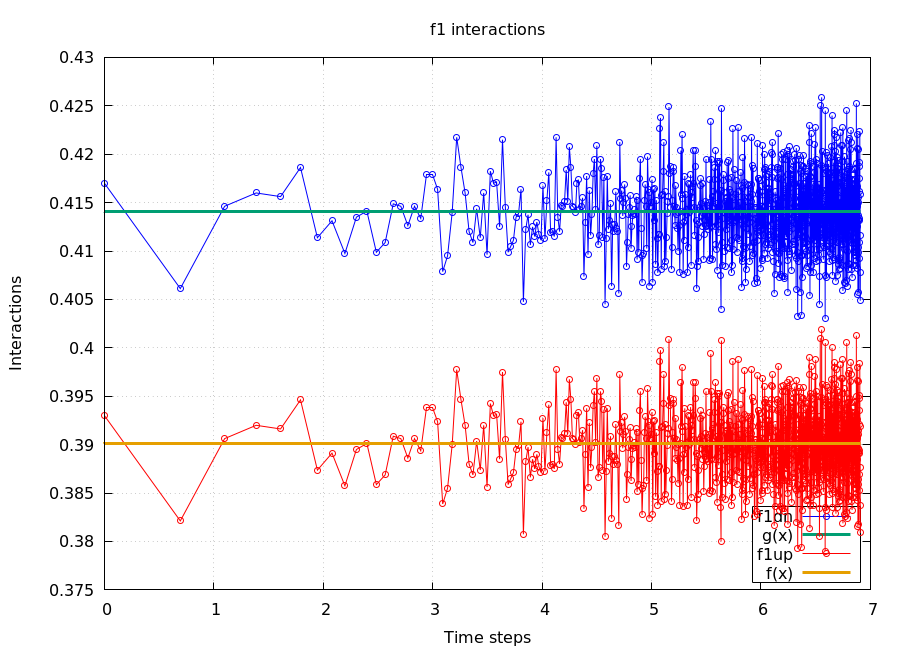 f1 interactions
0.43
0.425
0.42
0.415
0.41
0.405
0.4
0.395
0.39
0.385
0.38
0.375
Interactions
0 1 2 3 4 5 6 7
Time steps
f1dn
g(x)
f1up
f(x)